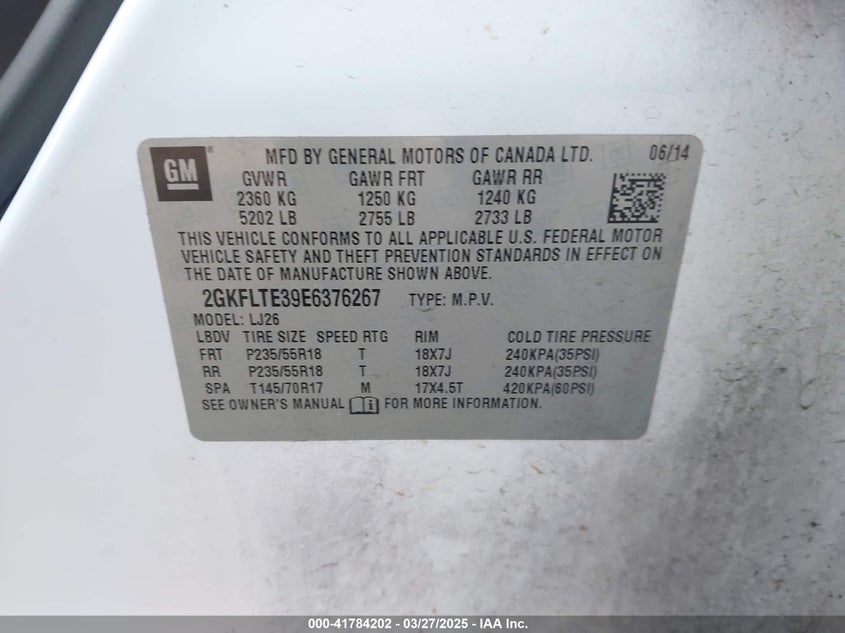 GM ® MFD BY GENERAL MOTORS OF CANADA LTD. 06/14
GVWR GAWR FRT GAWR RR
2360 KG 1250 KG 1240 KG
5202 LB 2755 LB 2733 LB
THIS VEHICLE CONFORMS TO ALL APPLICABLE U.S. FEDERAL MOTOR
VEHICLE SAFETY AND THEFT PREVENTION STANDARDS IN EFFECT ON
THE DATE OF MANUFACTURE SHOWN ABOVE.
2GKFLTE39E6376267 TYPE: M.P.V.
MODEL: LJ26
LBDV TIRE SIZE SPEED RTG RIM COLD TIRE PRESSURE
FRT P235/55R18 T 18X7J 240KPA(35PSI)
RR P235/55R18 T 18X7J 240KPA(35PSI)
SPA T145/70R17 M 17X4.5T 420KPA(60PSI)
SEE OWNER'S MANUAL i FOR MORE INFORMATION.
000-41784202 - 03/27/2025 - IAA Inc.